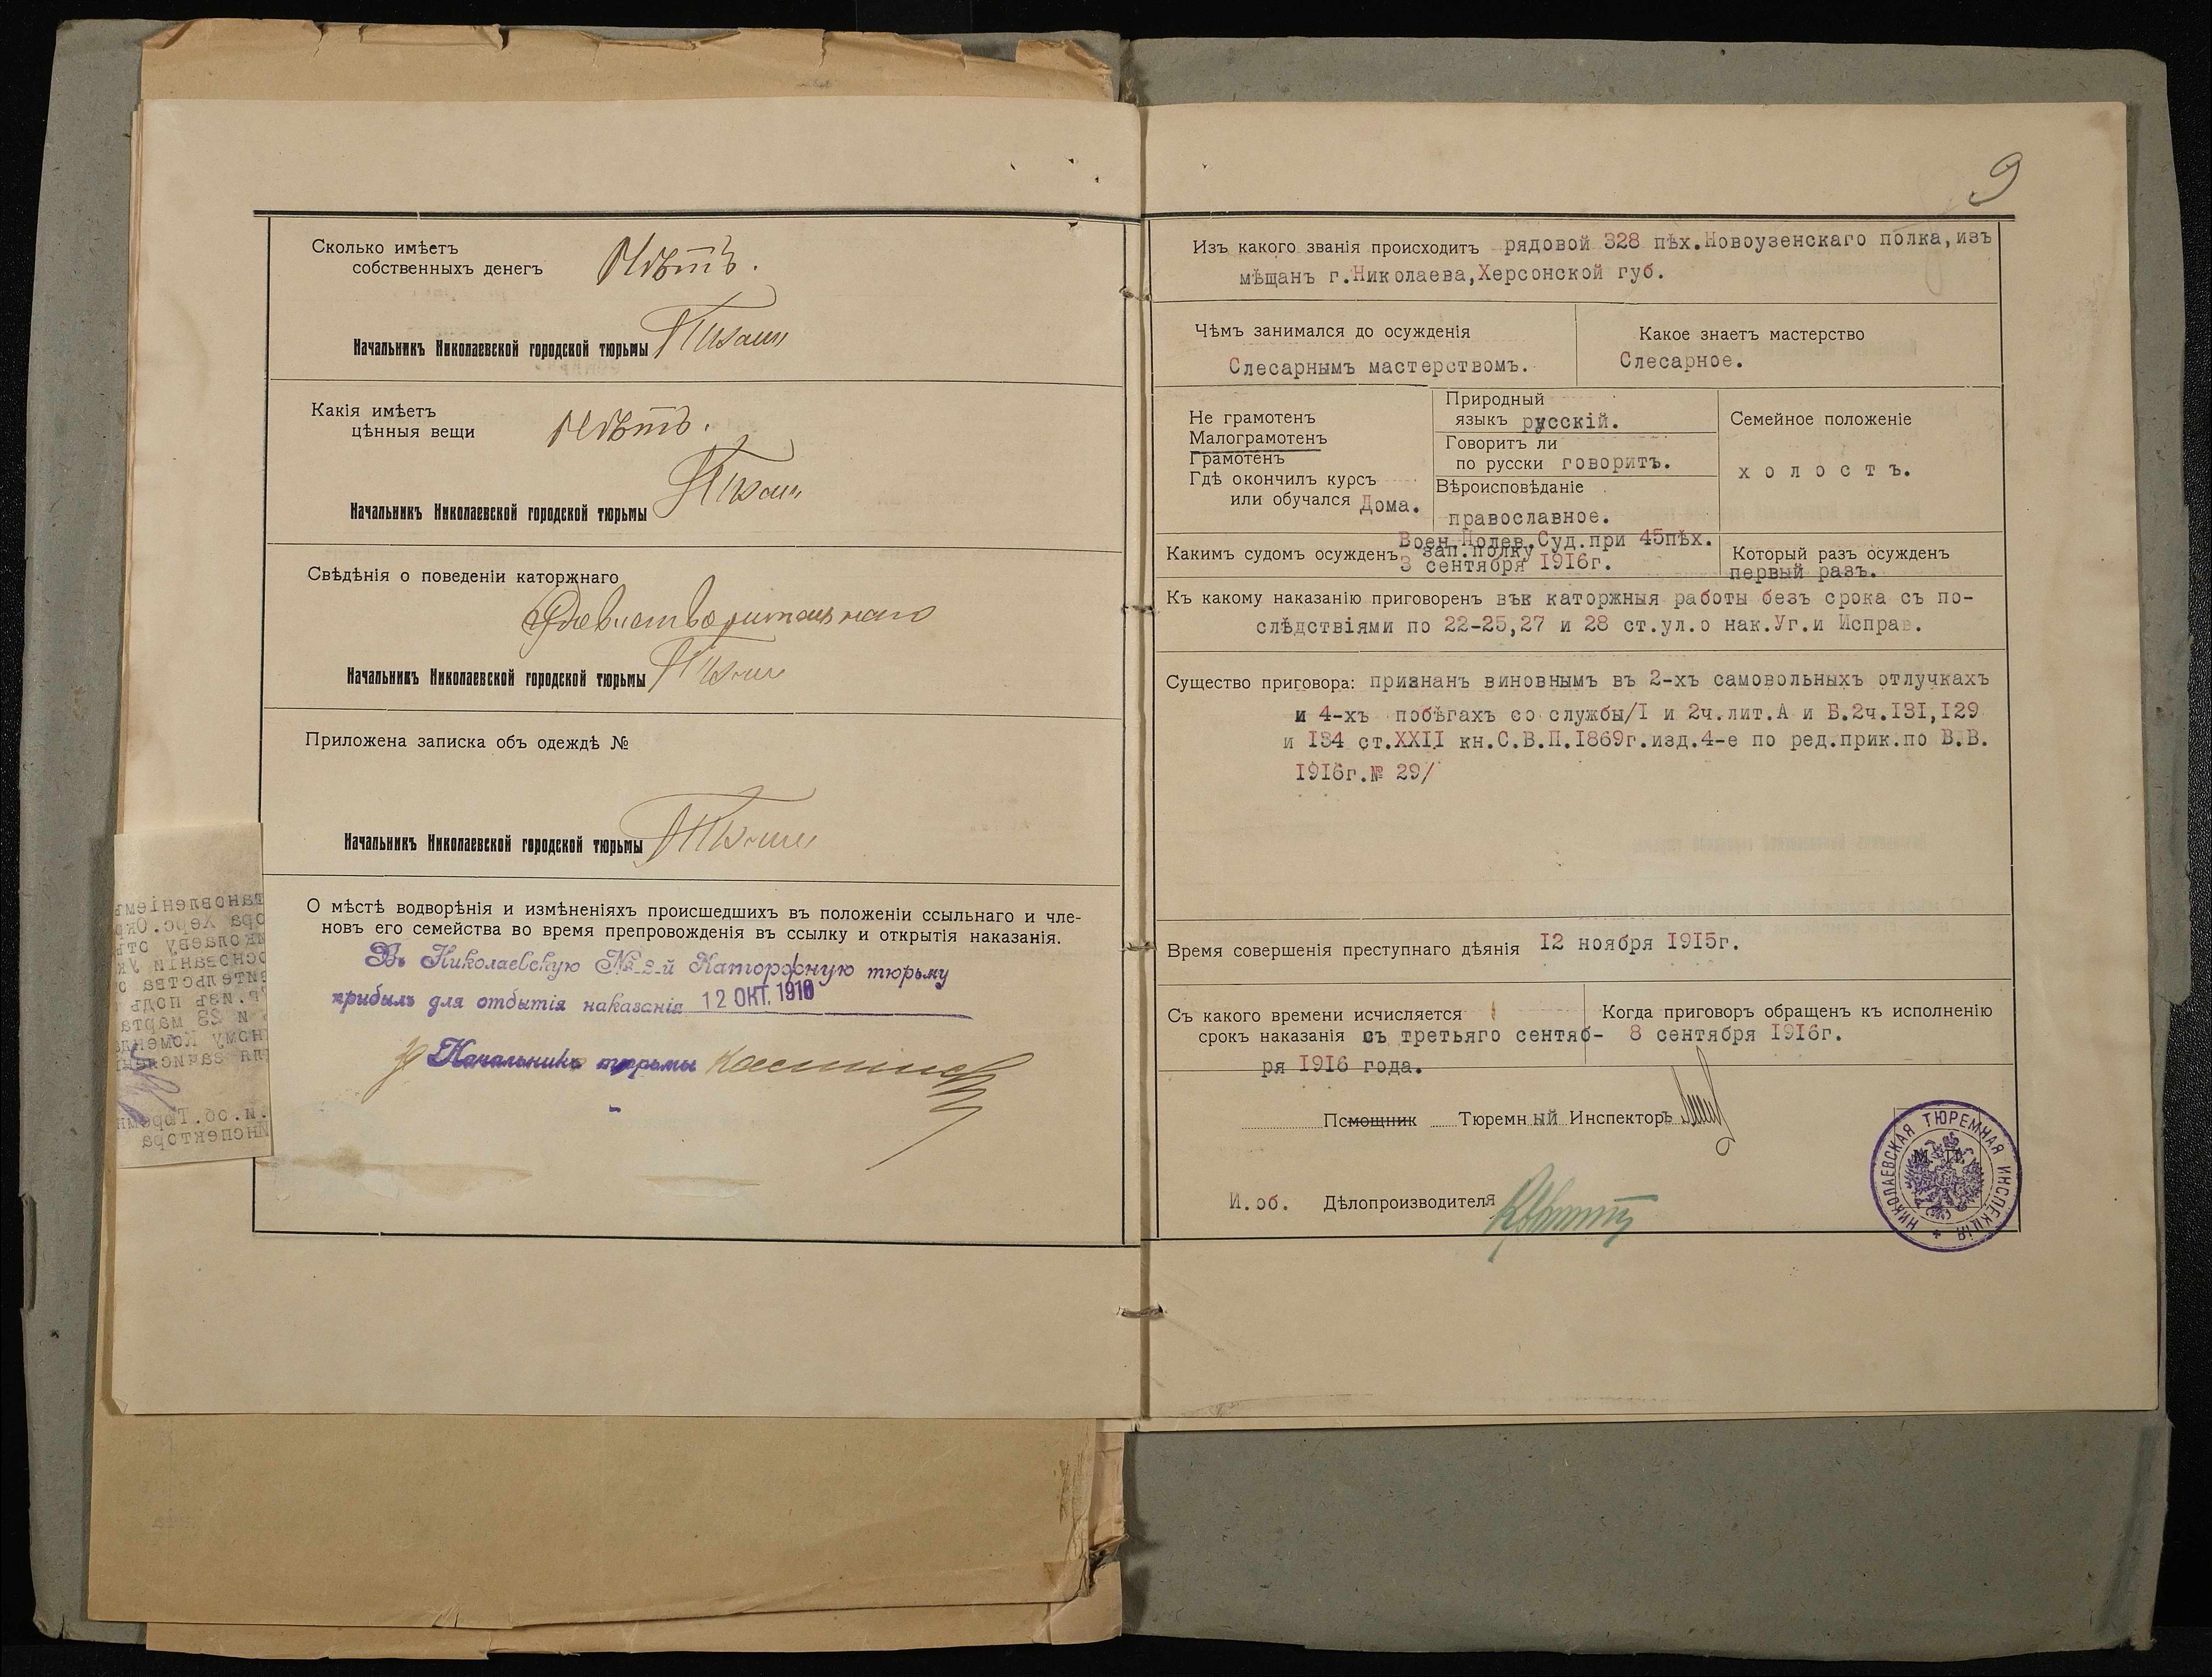 Сколько имѣетъ
собственныхъ денегъ
Нѣтъ.
Начальникъ Николаевской городской тюрьмы
Какія имѣетъ
цѣнныя вещи
Нѣтъ.
Начальникъ Николаевской городской тюрьмы
Свѣдѣнія о поведеніи каторжнаго
Начальникъ Николаевской городской тюрьмы
Приложена записка объ одеждѣ №
Начальникъ Николаевской городской тюрьмы
О мѣстѣ водворѣнія и измѣненіяхъ происшедшихъ въ положеніи ссыльнаго и чле-
новъ его семейства во время препровожденія въ ссылку и открытія наказанія.
Въ Николаевскую № 2-й Каторжную тюрьму
прибылъ для отбытія наказанія 12 ОКТ. 1916
Начальникъ тюрьмы
9
Изъ какого званія происходитъ рядовой 328 пѣх.Новоузенскаго полка,изъ
мѣщанъ г.Николаева,Херсонской губ.
Чѣмъ занимался до осужденія
Слесарнымъ мастерствомъ.
Какое знаетъ мастерство
Слесарное.
Не грамотенъ
Малограмотенъ
Грамотенъ
Гдѣ окончилъ курсъ
или обучался Дома.
Природный
языкъ русскій.
Говоритъ ли
по русски говоритъ.
Вѣроисповѣданіе
православное.
Семейное положеніе
холостъ.
Каким судомъ осужденъ Воен.Полев.Суд.при 45пѣх.
зап.полку
3 сентября 1916г.
Который разъ осужденъ
первый разъ.
Къ какому наказанію приговоренъ вък каторжныя работы безъ срока съ по-
слѣдствіями по 22-25,27 и 28 ст.ул.о нак.Уг.и Исправ.
Существо приговора: признанъ виновнымъ въ 2-хъ самовольныхъ отлучкахъ
и 4-хъ побѣгахъ со службы/I и 2ч.лит.А и Б.2ч.131,129
и 134 ст.XXII кн.С.В.П.1869г.изд.4-е по ред.прик.по В.В.
1916г.№ 29/
Время совершенія преступнаго дѣянія 12 ноября 1915г.
Съ какого времени исчисляется
срокъ наказанія съ третьяго сентяб-
ря 1916 года.
Когда приговоръ обращенъ къ исполненію
8 сентября 1916г.
Помощник Тюремный Инспекторъ
И.об. Дѣлопроизводителя
М. П.
НИКОЛАЕВСКАЯ ТЮРЕМНАЯ ИНСПЕКЦІЯ